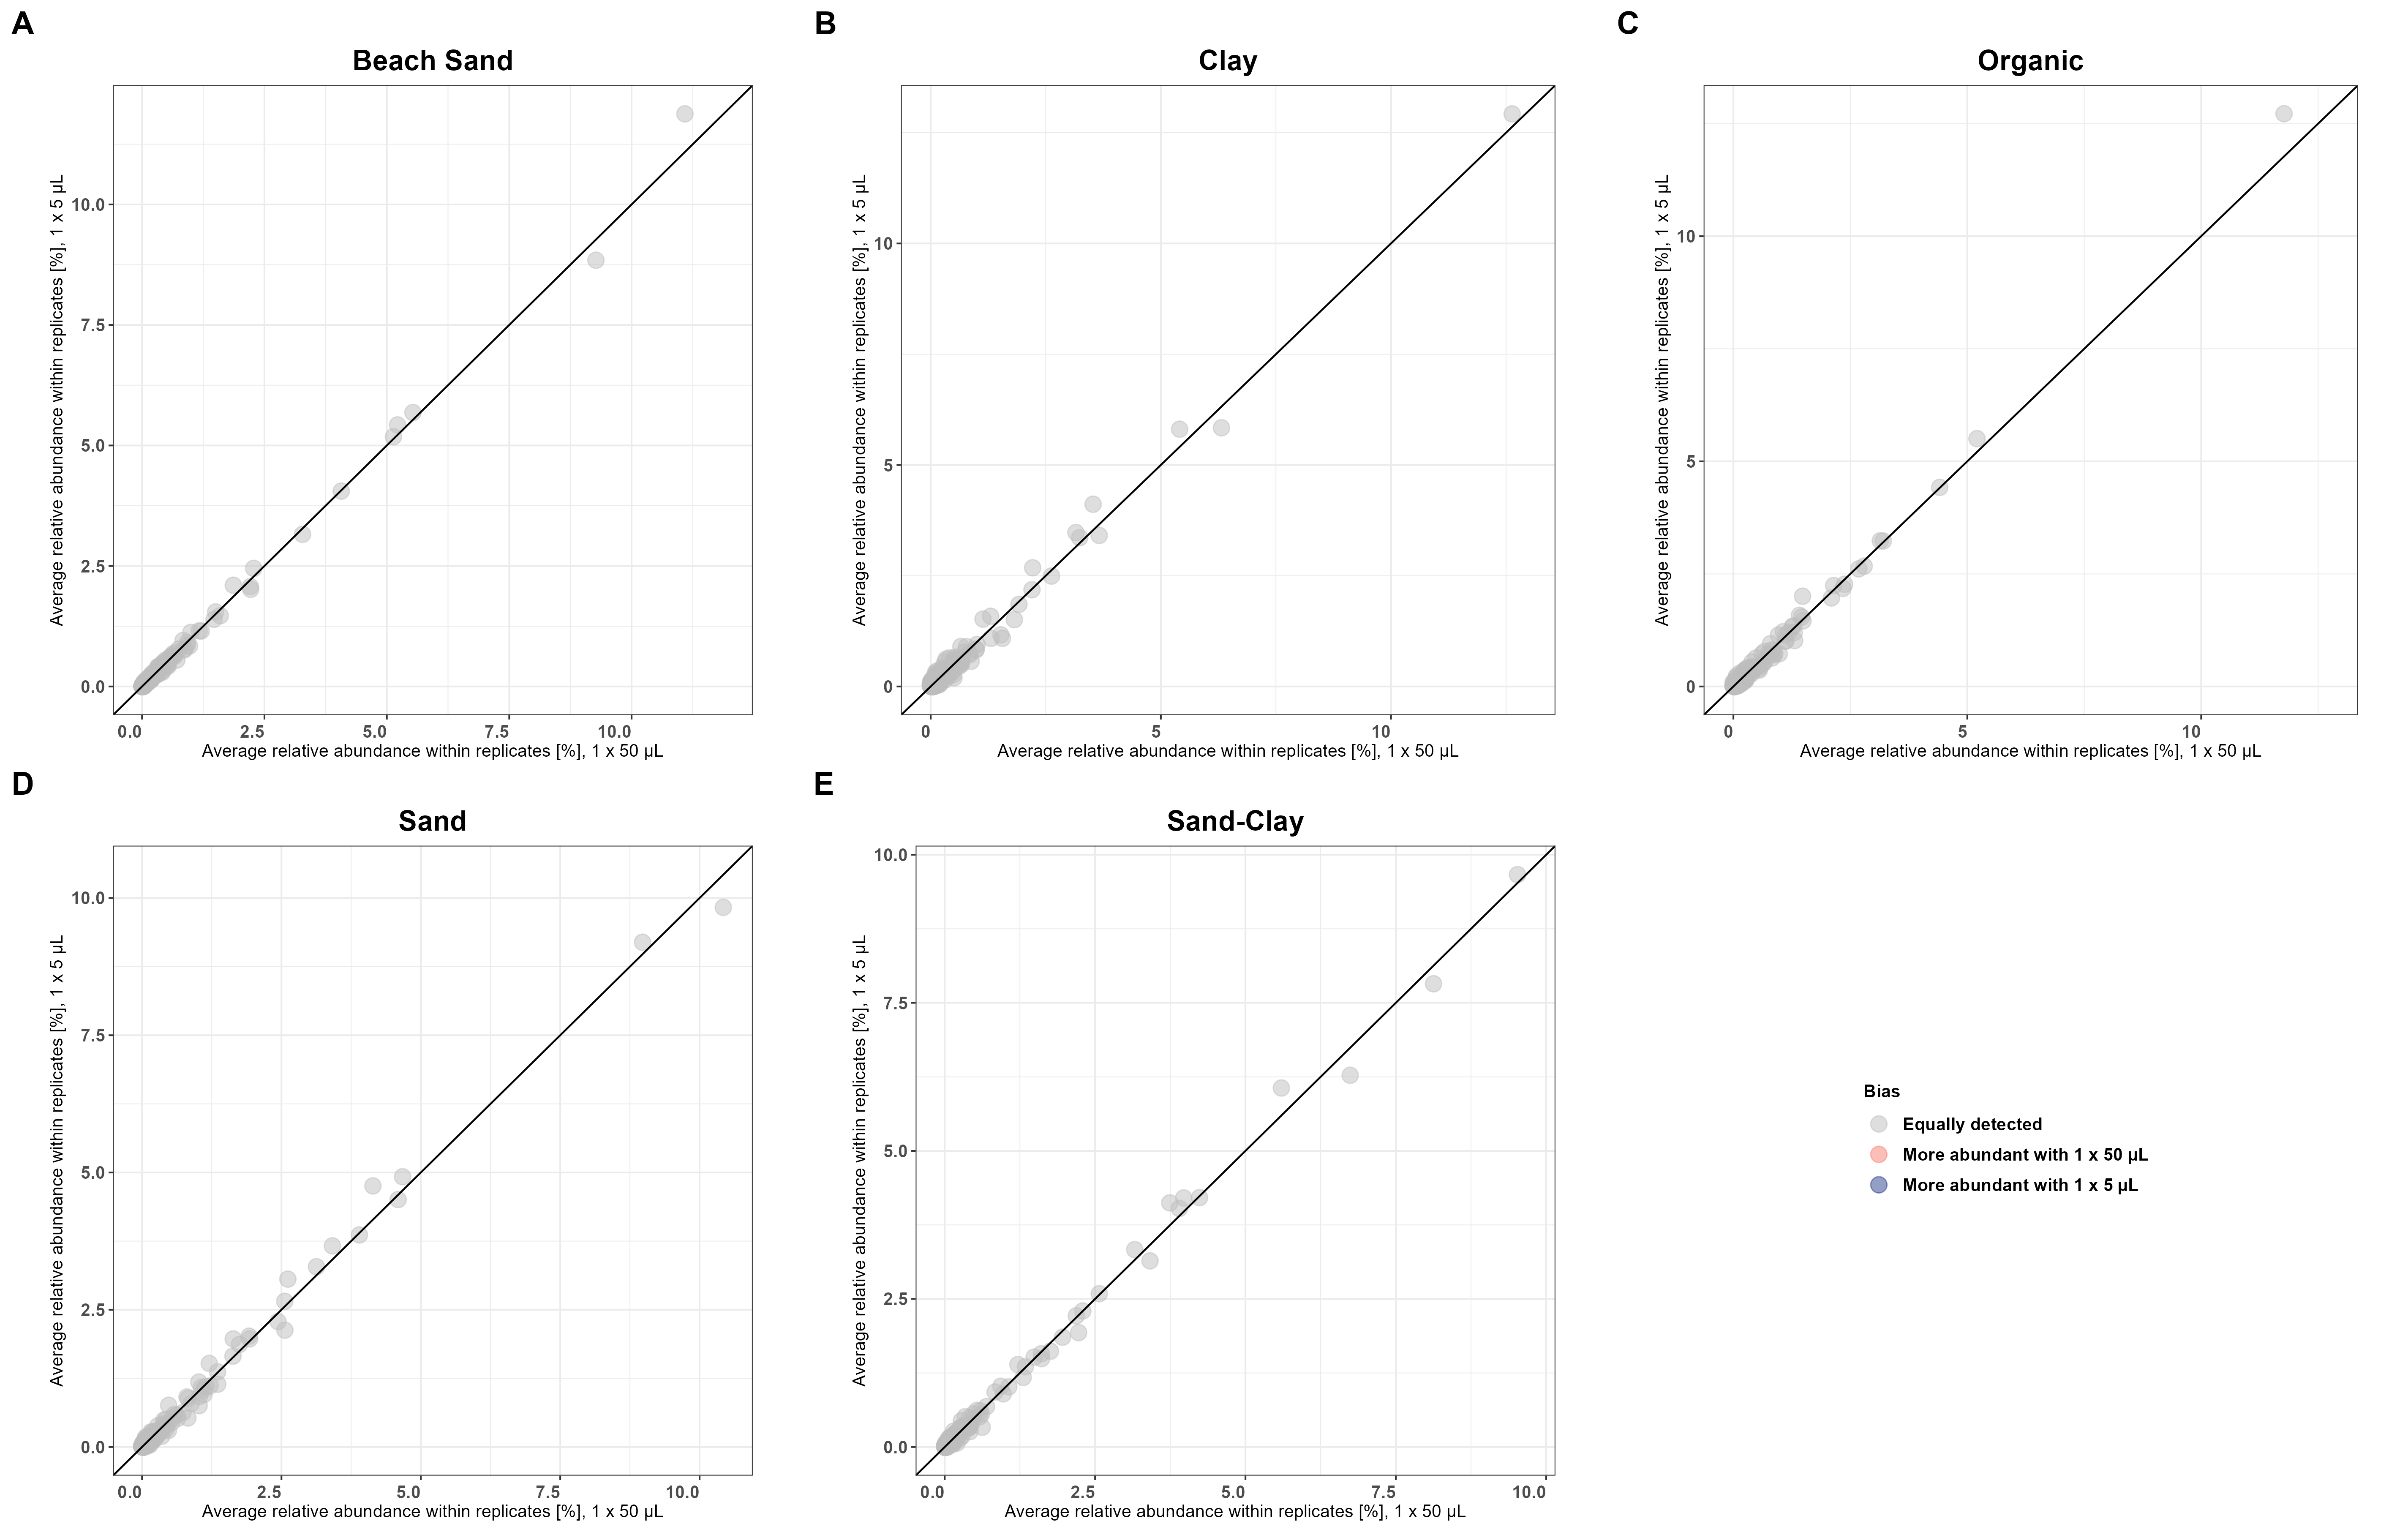 A
Beach Sand
Average relative abundance within replicates [%], 1 x 5 µL
10.0
7.5
5.0
2.5
0.0
0.0 2.5 5.0 7.5 10.0
Average relative abundance within replicates [%], 1 x 50 µL
B
Clay
Average relative abundance within replicates [%], 1 x 5 µL
10
5
0
0 5 10
Average relative abundance within replicates [%], 1 x 50 µL
C
Organic
Average relative abundance within replicates [%], 1 x 5 µL
10
5
0
0 5 10
Average relative abundance within replicates [%], 1 x 50 µL
D
Sand
Average relative abundance within replicates [%], 1 x 5 µL
10.0
7.5
5.0
2.5
0.0
0.0 2.5 5.0 7.5 10.0
Average relative abundance within replicates [%], 1 x 50 µL
E
Sand-Clay
Average relative abundance within replicates [%], 1 x 5 µL
10.0
7.5
5.0
2.5
0.0
0.0 2.5 5.0 7.5 10.0
Average relative abundance within replicates [%], 1 x 50 µL
Bias
Equally detected
More abundant with 1 x 50 µL
More abundant with 1 x 5 µL